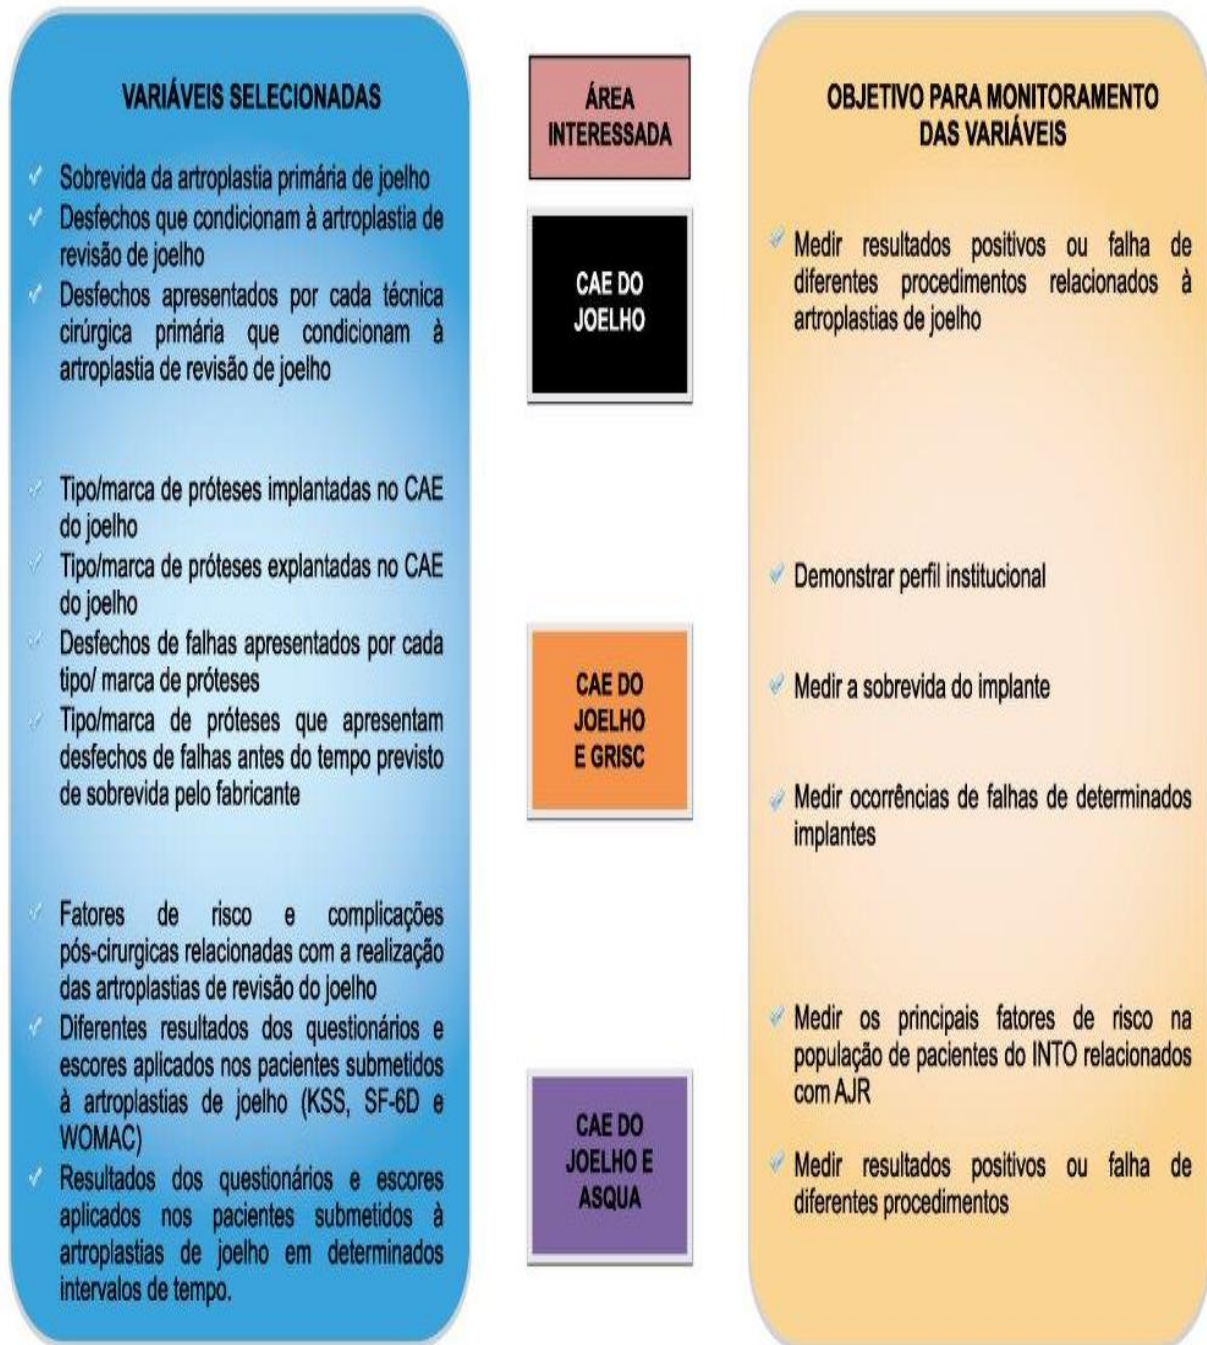 VARIÁVEIS SELECIONADAS
Sobrevida da artroplastia primária de joelho
Desfechos que condicionam à artroplastia de
revisão de joelho
Desfechos apresentados por cada técnica
cirúrgica primária que condicionam à
artroplastia de revisão de joelho
Tipo/marca de próteses implantadas no CAE
do joelho
Tipo/marca de próteses explantadas no CAE
do joelho
Desfechos de falhas apresentados por cada
tipo/ marca de próteses
Tipo/marca de próteses que apresentam
desfechos de falhas antes do tempo previsto
de sobrevida pelo fabricante
Fatores de risco e complicações
pós-cirurgicas relacionadas com a realização
das artroplastias de revisão do joelho
Diferentes resultados dos questionários e
escores aplicados nos pacientes submetidos
à artroplastias de joelho (KSS, SF-6D e
WOMAC)
Resultados dos questionários e escores
aplicados nos pacientes submetidos à
artroplastias de joelho em determinados
intervalos de tempo.
ÁREA
INTERESSADA
CAE DO
JOELHO
CAE DO
JOELHO
E GRISC
CAE DO
JOELHO E
ASQUA
OBJETIVO PARA MONITORAMENTO
DAS VARIÁVEIS
Medir resultados positivos ou falha de
diferentes procedimentos relacionados à
artroplastias de joelho
Demonstrar perfil institucional
Medir a sobrevida do implante
Medir ocorrências de falhas de determinados
implantes
Medir os principais fatores de risco na
população de pacientes do INTO relacionados
com AJR
Medir resultados positivos ou falha de
diferentes procedimentos